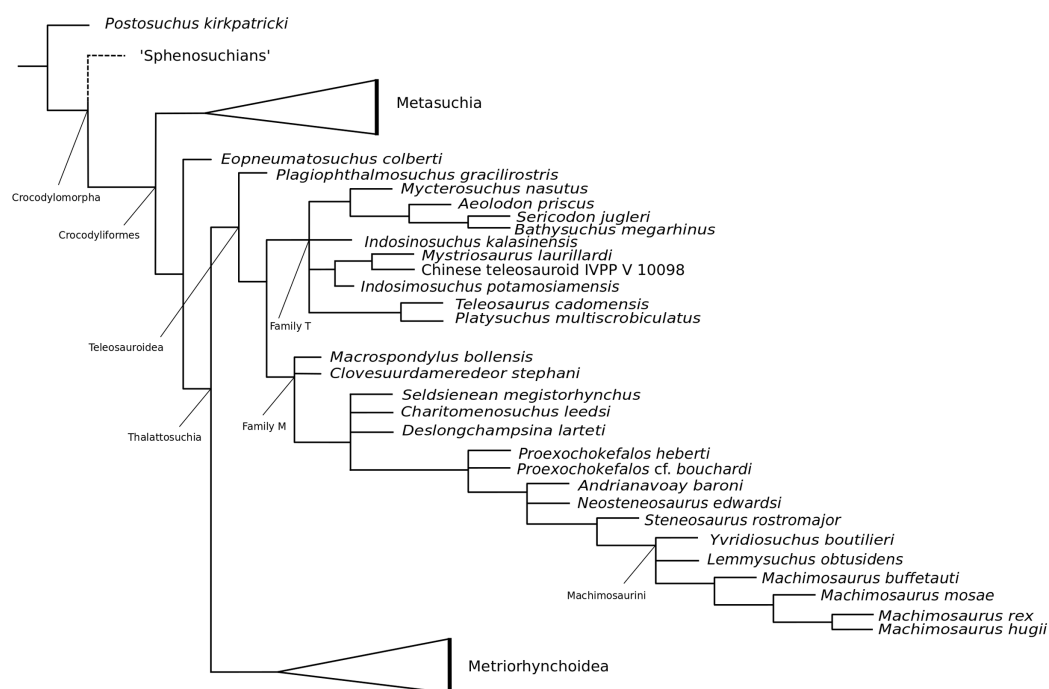 Postosuchus kirkpatricki
'Sphenosuchians'
Metasuchia
Eopneumatosuchus colberti
Plagiophthalmosuchus gracilirostris
Mycterosuchus nasutus
Crocodylomorpha
Aeolodon priscus
Sericodon jugleri
Bathysuchus megarhinus
Crocodyliformes
Indosinosuchus kalasinensis
Mystriosaurus laurillardi
Chinese teleosauroid IVPP V 10098
Indosimosuchus potamosiamensis
Teleosaurus cadomensis
Platysuchus multiscrobiculatus
Family T
Teleosauroidea
Macrospondylus bollensis
Clovesuurdameredeor stephani
Seldsienean megistorhynchus
Charitomenosuchus leedsi
Family M
Deslongchampsina larteti
Thalattosuchia
Proexochokefalos heberti
Proexochokefalos cf. bouchardi
Andrianavoay baroni
Neosteneosaurus edwardsi
Steneosaurus rostromajor
Yvridiosuchus boutilieri
Lemmysuchus obtusidens
Machimosaurus buffetauti
Machimosaurini
Machimosaurus mosae
Machimosaurus rex
Machimosaurus hugii
Metriorhynchoidea